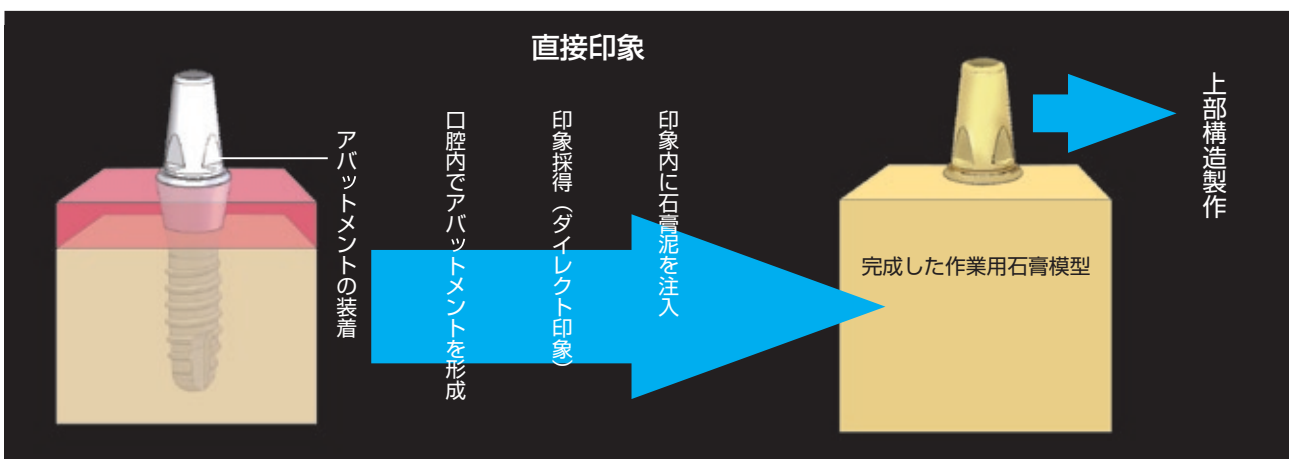 直接印象
アバットメントの装着
口腔内でアバットメントを形成
印象採得（ダイレクト印象）
印象内に石膏泥を注入
完成した作業用石膏模型
上部構造製作